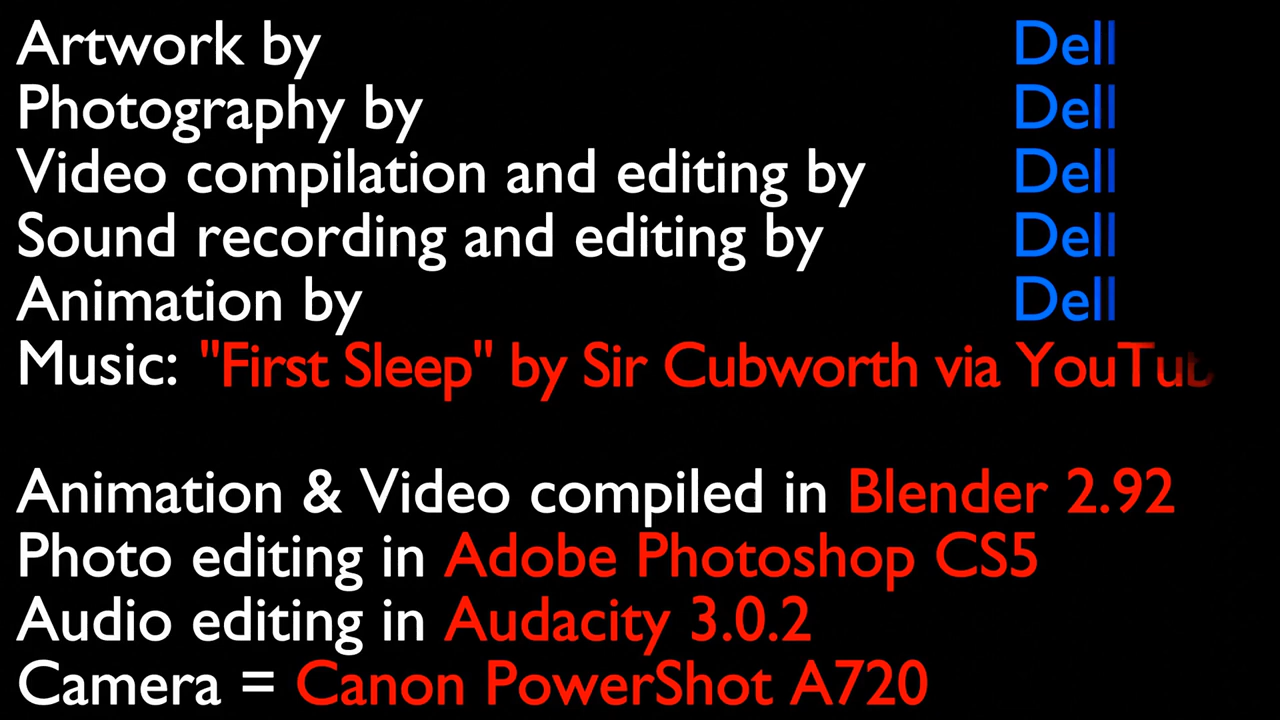 Artwork by Dell
Photography by Dell
Video compilation and editing by Dell
Sound recording and editing by Dell
Animation by Dell
Music: "First Sleep" by Sir Cubworth via YouTub
Animation & Video compiled in Blender 2.92
Photo editing in Adobe Photoshop CS5
Audio editing in Audacity 3.0.2
Camera = Canon PowerShot A720